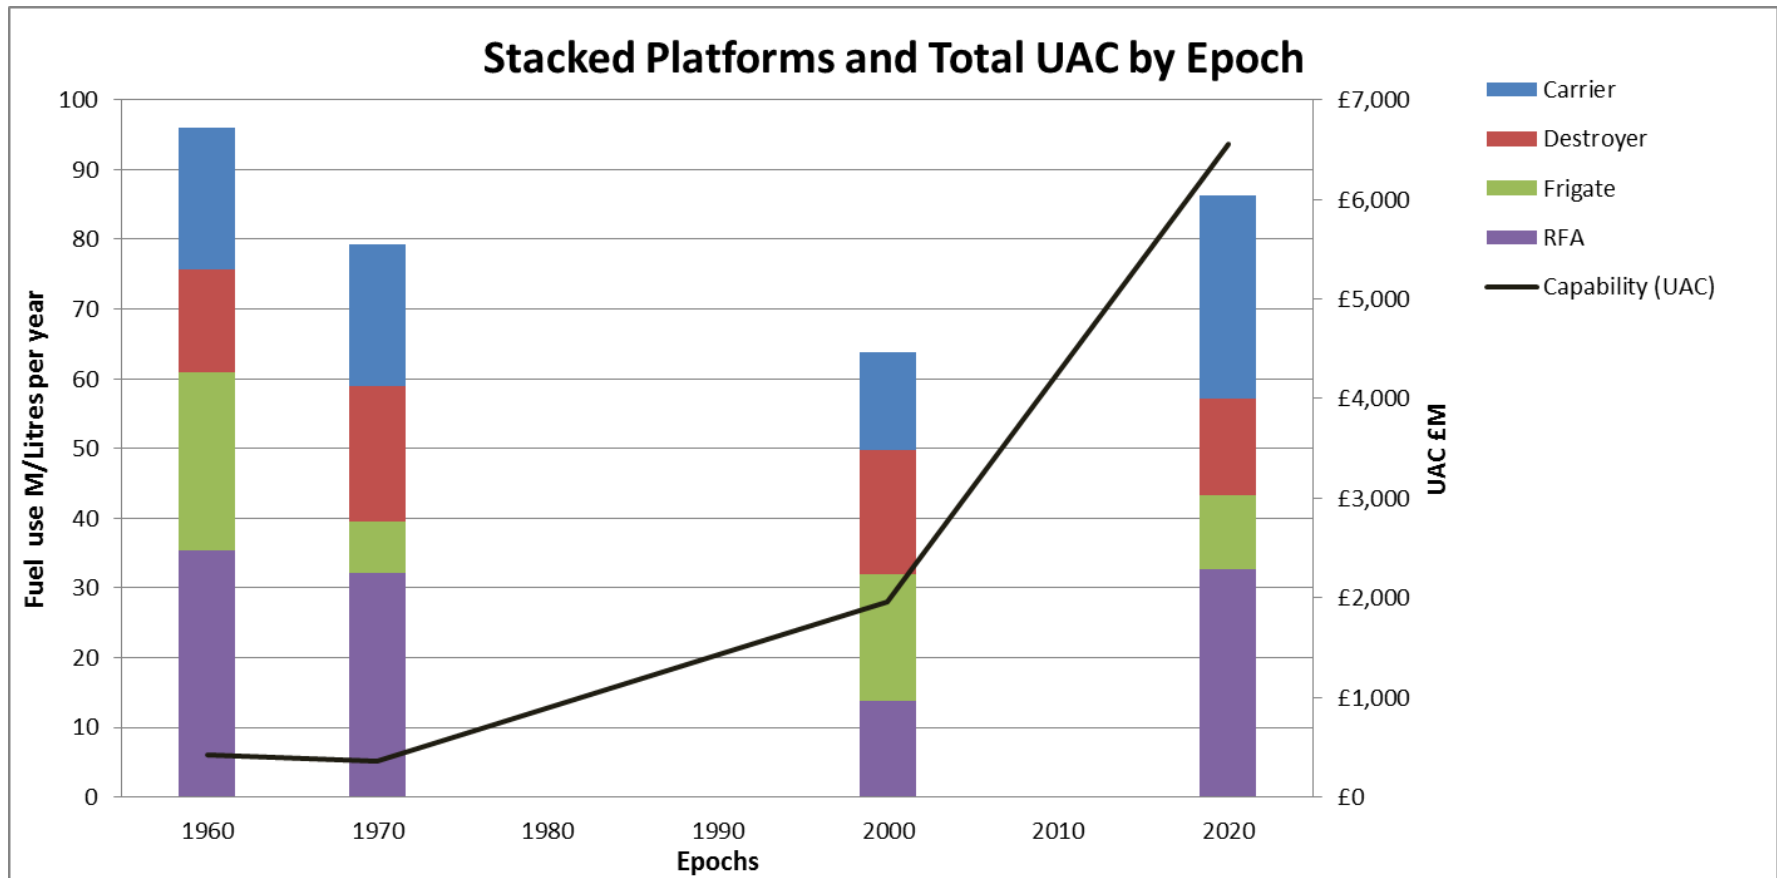 Stacked Platforms and Total UAC by Epoch
Fuel use M/Litres per year
100
90
80
70
60
50
40
30
20
10
0
£7,000
£6,000
£5,000
£4,000
£3,000
£2,000
£1,000
£0
UAC £M
1960 1970 1980 1990 2000 2010 2020
Epochs
Carrier
Destroyer
Frigate
RFA
Capability (UAC)